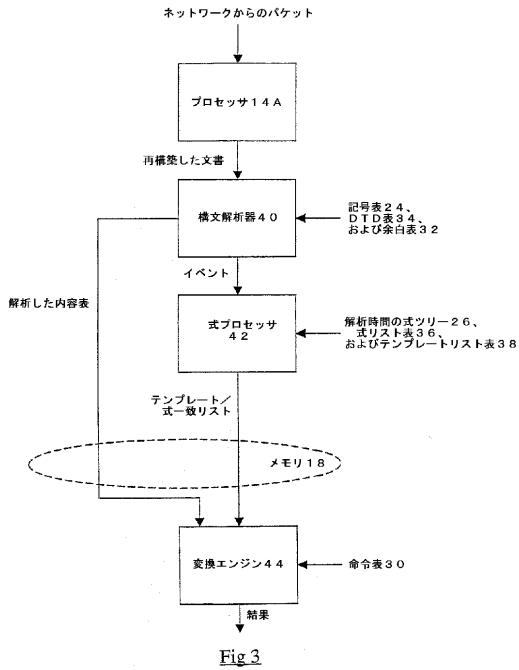 ネットワークからのパケット
プロセッサ１４Ａ
再構築した文書
構文解析器４０
記号表２４、
ＤＴＤ表３４、
および余白表３２
イベント
解析した内容表
式プロセッサ
４２
解析時間の式ツリー２６、
式リスト表３６、
およびテンプレートリスト表３８
テンプレート／
式一致リスト
メモリ１８
変換エンジン４４
命令表３０
結果
Fig 3